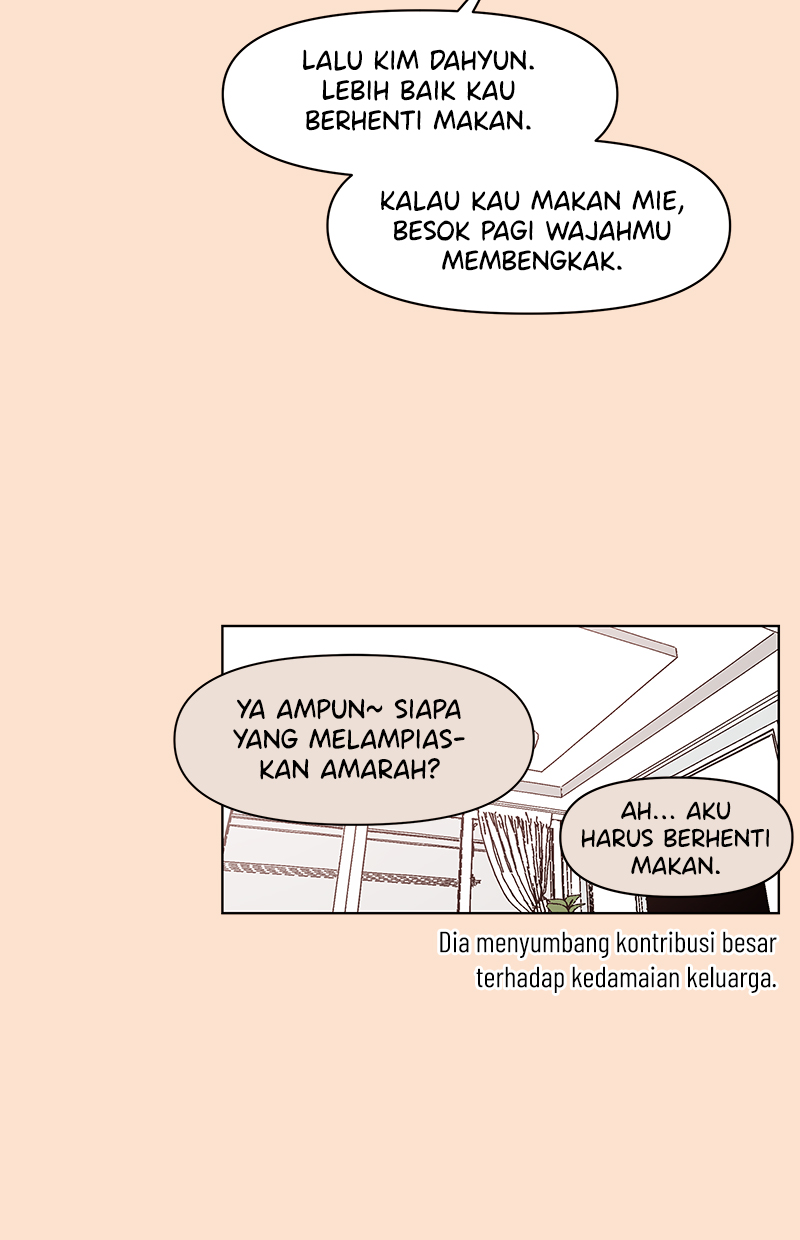 LALU KIM DAHYUN.
LEBIH BAIK KAU
BERHENTI MAKAN.
KALAU KAU MAKAN MIE,
BESOK PAGI WAJAHMU
MEMBENGKAK.
YA AMPUN~ SIAPA
YANG MELAMPIAS-
KAN AMARAH?
AH... AKU
HARUS BERHENTI
MAKAN.
Dia menyumbang kontribusi besar
terhadap kedamaian keluarga.